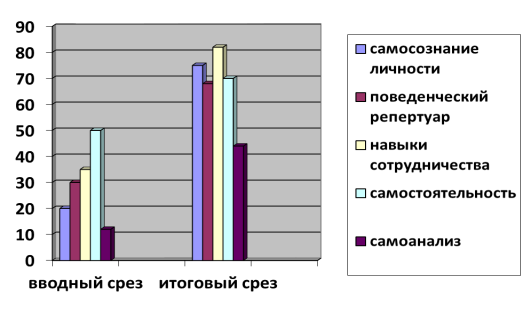 90
80
70
60
50
40
30
20
10
0
вводный срез
итоговый срез
самосознание
личности
поведенческий
репертуар
навыки
сотрудничества
самостоятельность
самоанализ